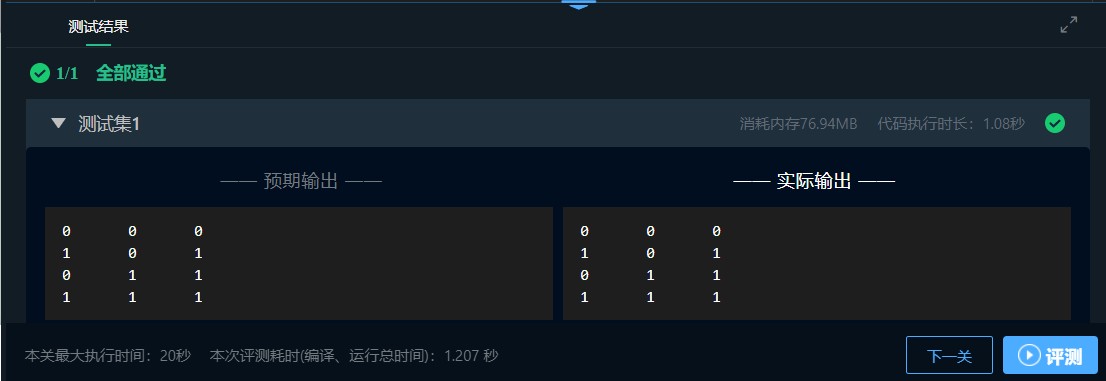 测试结果
1/1 全部通过
测试集1 消耗内存76.94MB 代码执行时长：1.08秒
—— 预期输出 —— —— 实际输出 ——
0 0 0 0 0 0
1 0 1 1 0 1
0 1 1 0 1 1
1 1 1 1 1 1
本关最大执行时间：20秒 本次评测耗时(编译、运行总时间)：1.207 秒 下一关 评测